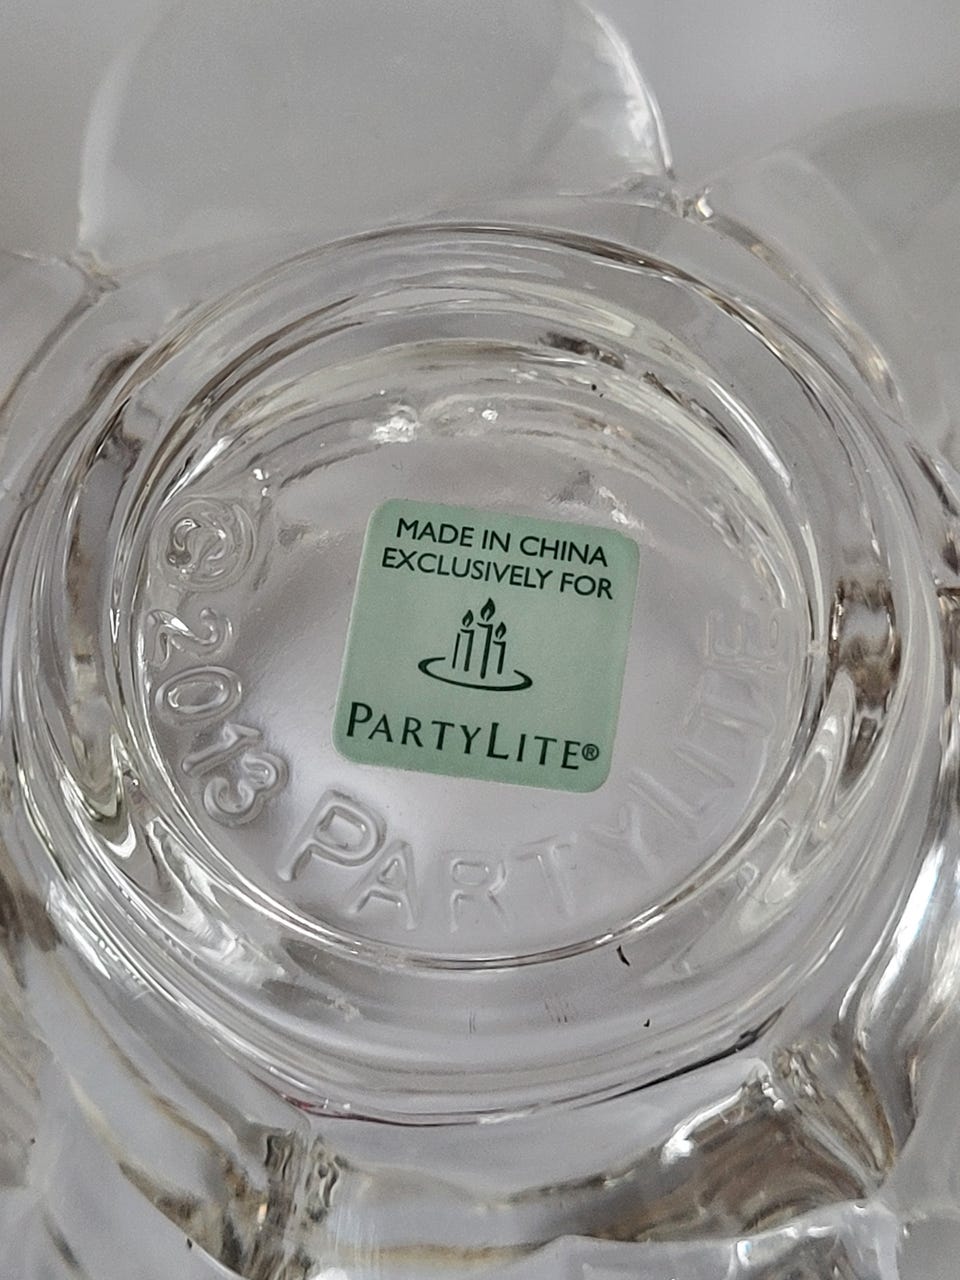 MADE IN CHINA
EXCLUSIVELY FOR
PARTYLITE®
© 2013 PARTYLITE